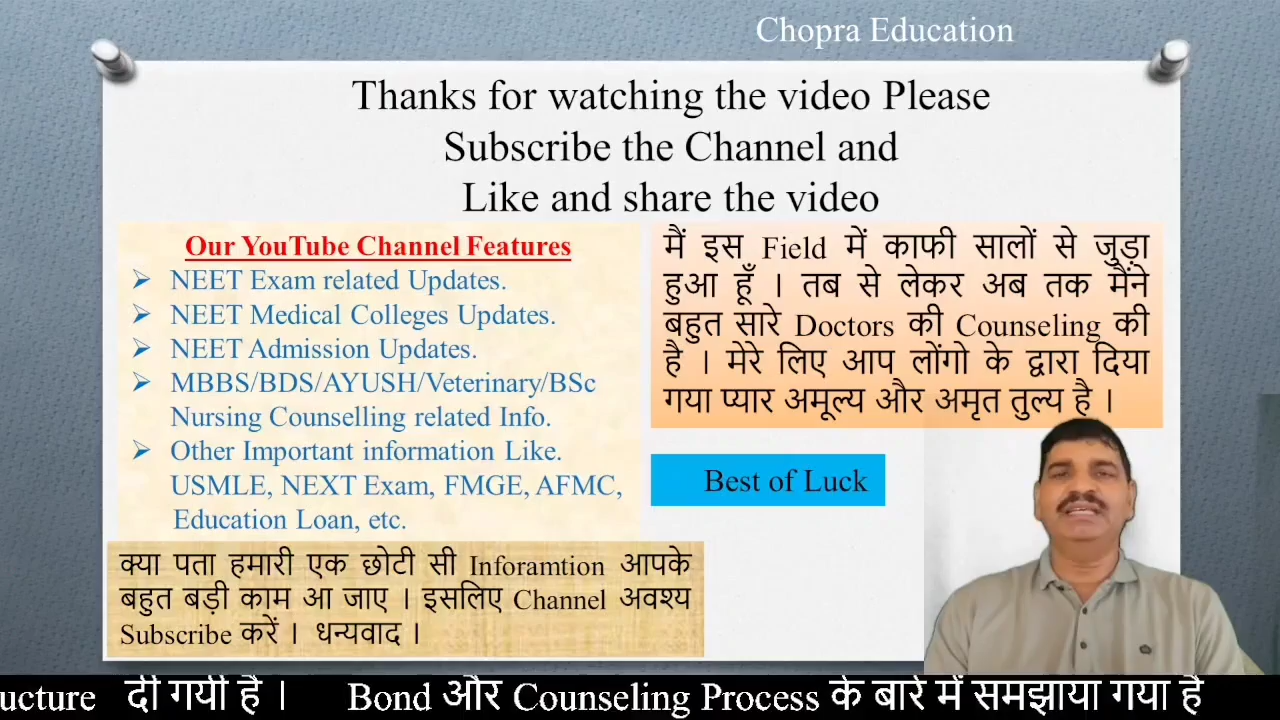 Chopra Education
Thanks for watching the video Please
Subscribe the Channel and
Like and share the video
Our YouTube Channel Features
NEET Exam related Updates.
NEET Medical Colleges Updates.
NEET Admission Updates.
MBBS/BDS/AYUSH/Veterinary/BSc
Nursing Counselling related Info.
Other Important information Like.
USMLE, NEXT Exam, FMGE, AFMC,
Education Loan, etc.
मैं इस Field में काफी सालों से जुड़ा
हुआ हूँ । तब से लेकर अब तक मैंने
बहुत सारे Doctors की Counseling की
है । मेरे लिए आप लोंगो के द्वारा दिया
गया प्यार अमूल्य और अमृत तुल्य है ।
Best of Luck
क्या पता हमारी एक छोटी सी Inforamtion आपके
बहुत बड़ी काम आ जाए । इसलिए Channel अवश्य
Subscribe करें । धन्यवाद ।
ucture दी गयी है । Bond और Counseling Process के बारे में समझाया गया है